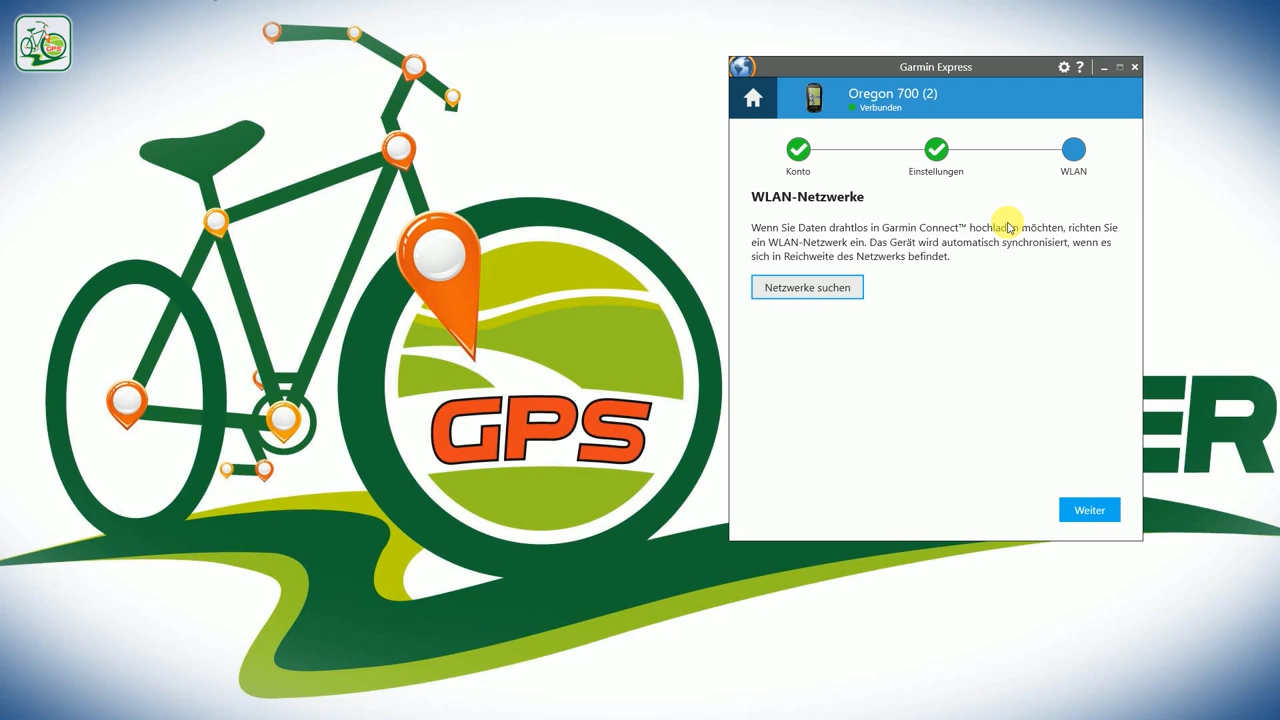 GPS
Garmin Express
?
Oregon 700 (2)
Verbunden
Konto
Einstellungen
WLAN
WLAN-Netzwerke
Wenn Sie Daten drahtlos in Garmin Connect™ hochladen möchten, richten Sie
ein WLAN-Netzwerk ein. Das Gerät wird automatisch synchronisiert, wenn es
sich in Reichweite des Netzwerks befindet.
Netzwerke suchen
Weiter
GPS
ER